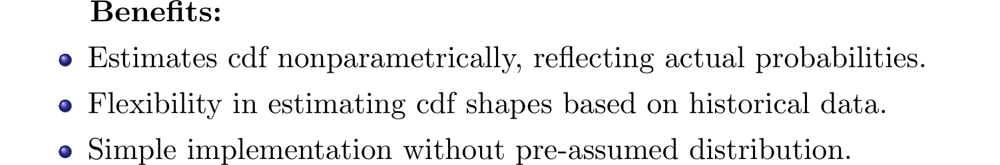 Benefits:
Estimates cdf nonparametrically, reflecting actual probabilities.
Flexibility in estimating cdf shapes based on historical data.
Simple implementation without pre-assumed distribution.